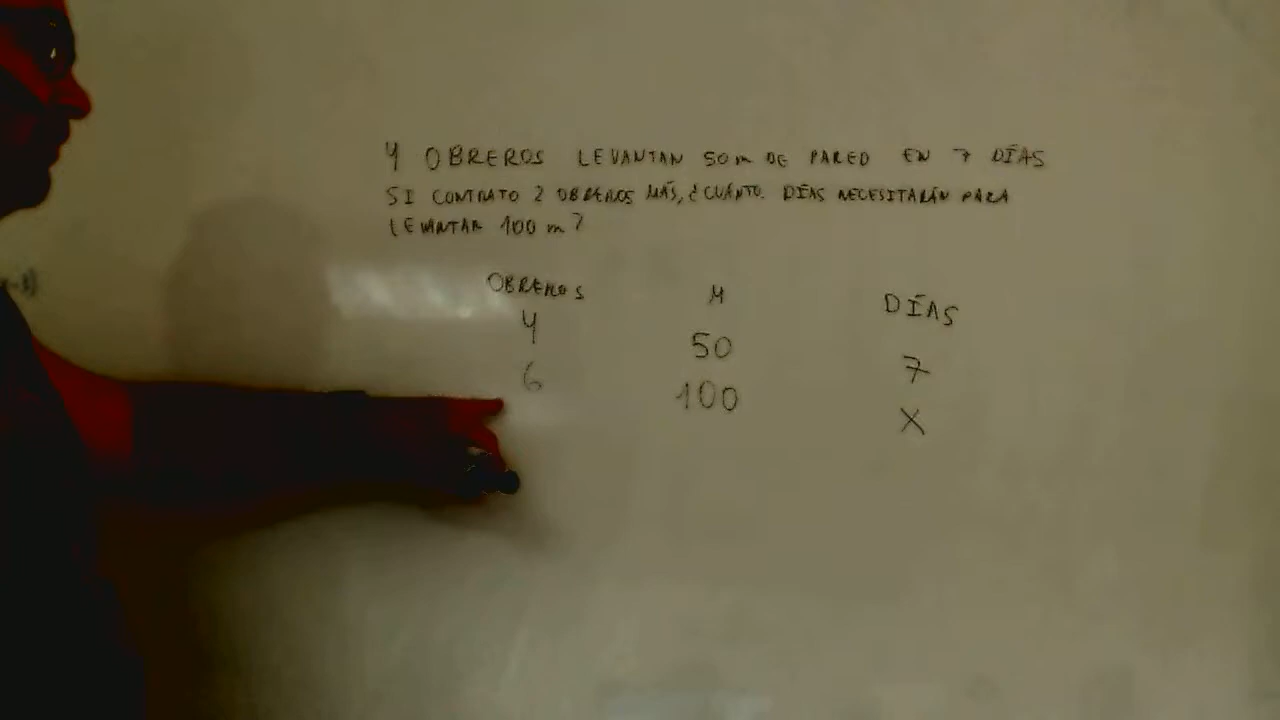 4 OBREROS LEVANTAN 50m DE PARED EN 7 DÍAS
SI CONTRATO 2 OBREROS MÁS, ¿CUÁNTO. DÍAS NECESITARÁN PARA
LEVANTAR 100 m?
OBREROS M DÍAS
4 50 7
6 100 X